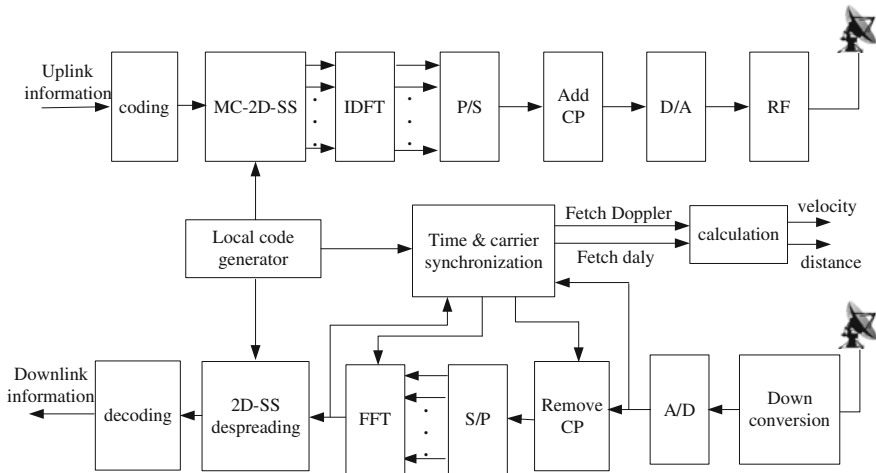 Uplink
information
coding
MC-2D-SS
IDFT
P/S
Add
CP
D/A
RF
Local code
generator
Time & carrier
synchronization
Fetch Doppler
Fetch daly
calculation
velocity
distance
Downlink
information
decoding
2D-SS
despreading
FFT
S/P
Remove
CP
A/D
Down
conversion